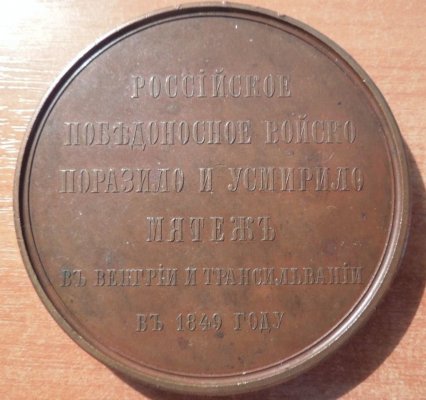 РОССІЙСКОЕ
ПОБѢДОНОСНОЕ ВОЙСКО
ПОРАЗИЛО И УСМИРИЛО
МЯТЕЖЪ
ВЪ ВЕНГРІИ И ТРАНСИЛЬВАНІИ
ВЪ 1849 ГОДУ